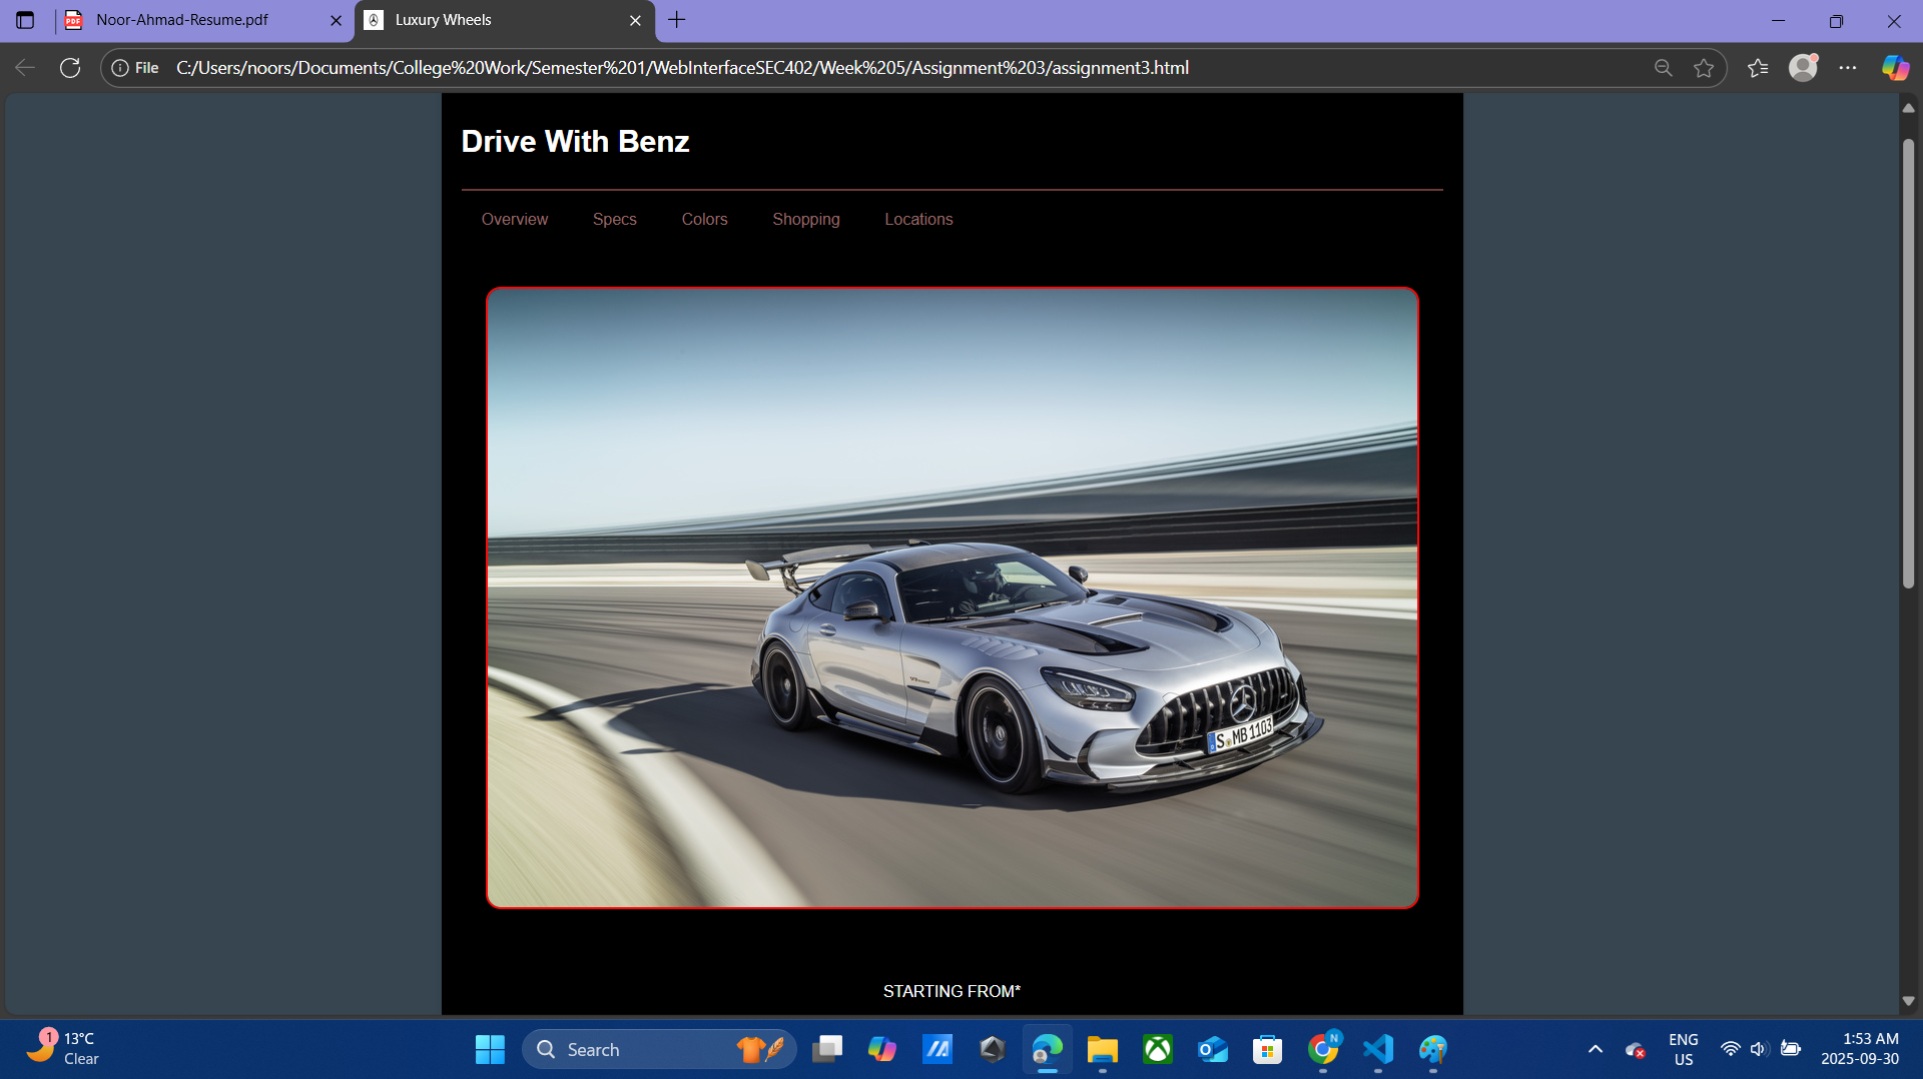 Noor-Ahmad-Resume.pdf
Luxury Wheels
File C:/Users/noors/Documents/College%20Work/Semester%201/WebInterfaceSEC402/Week%205/Assignment%203/assignment3.html
Drive With Benz
Overview Specs Colors Shopping Locations
S MB 1103
STARTING FROM*
1
13°C
Clear
Search
N
ENG
US
1:53 AM
2025-09-30